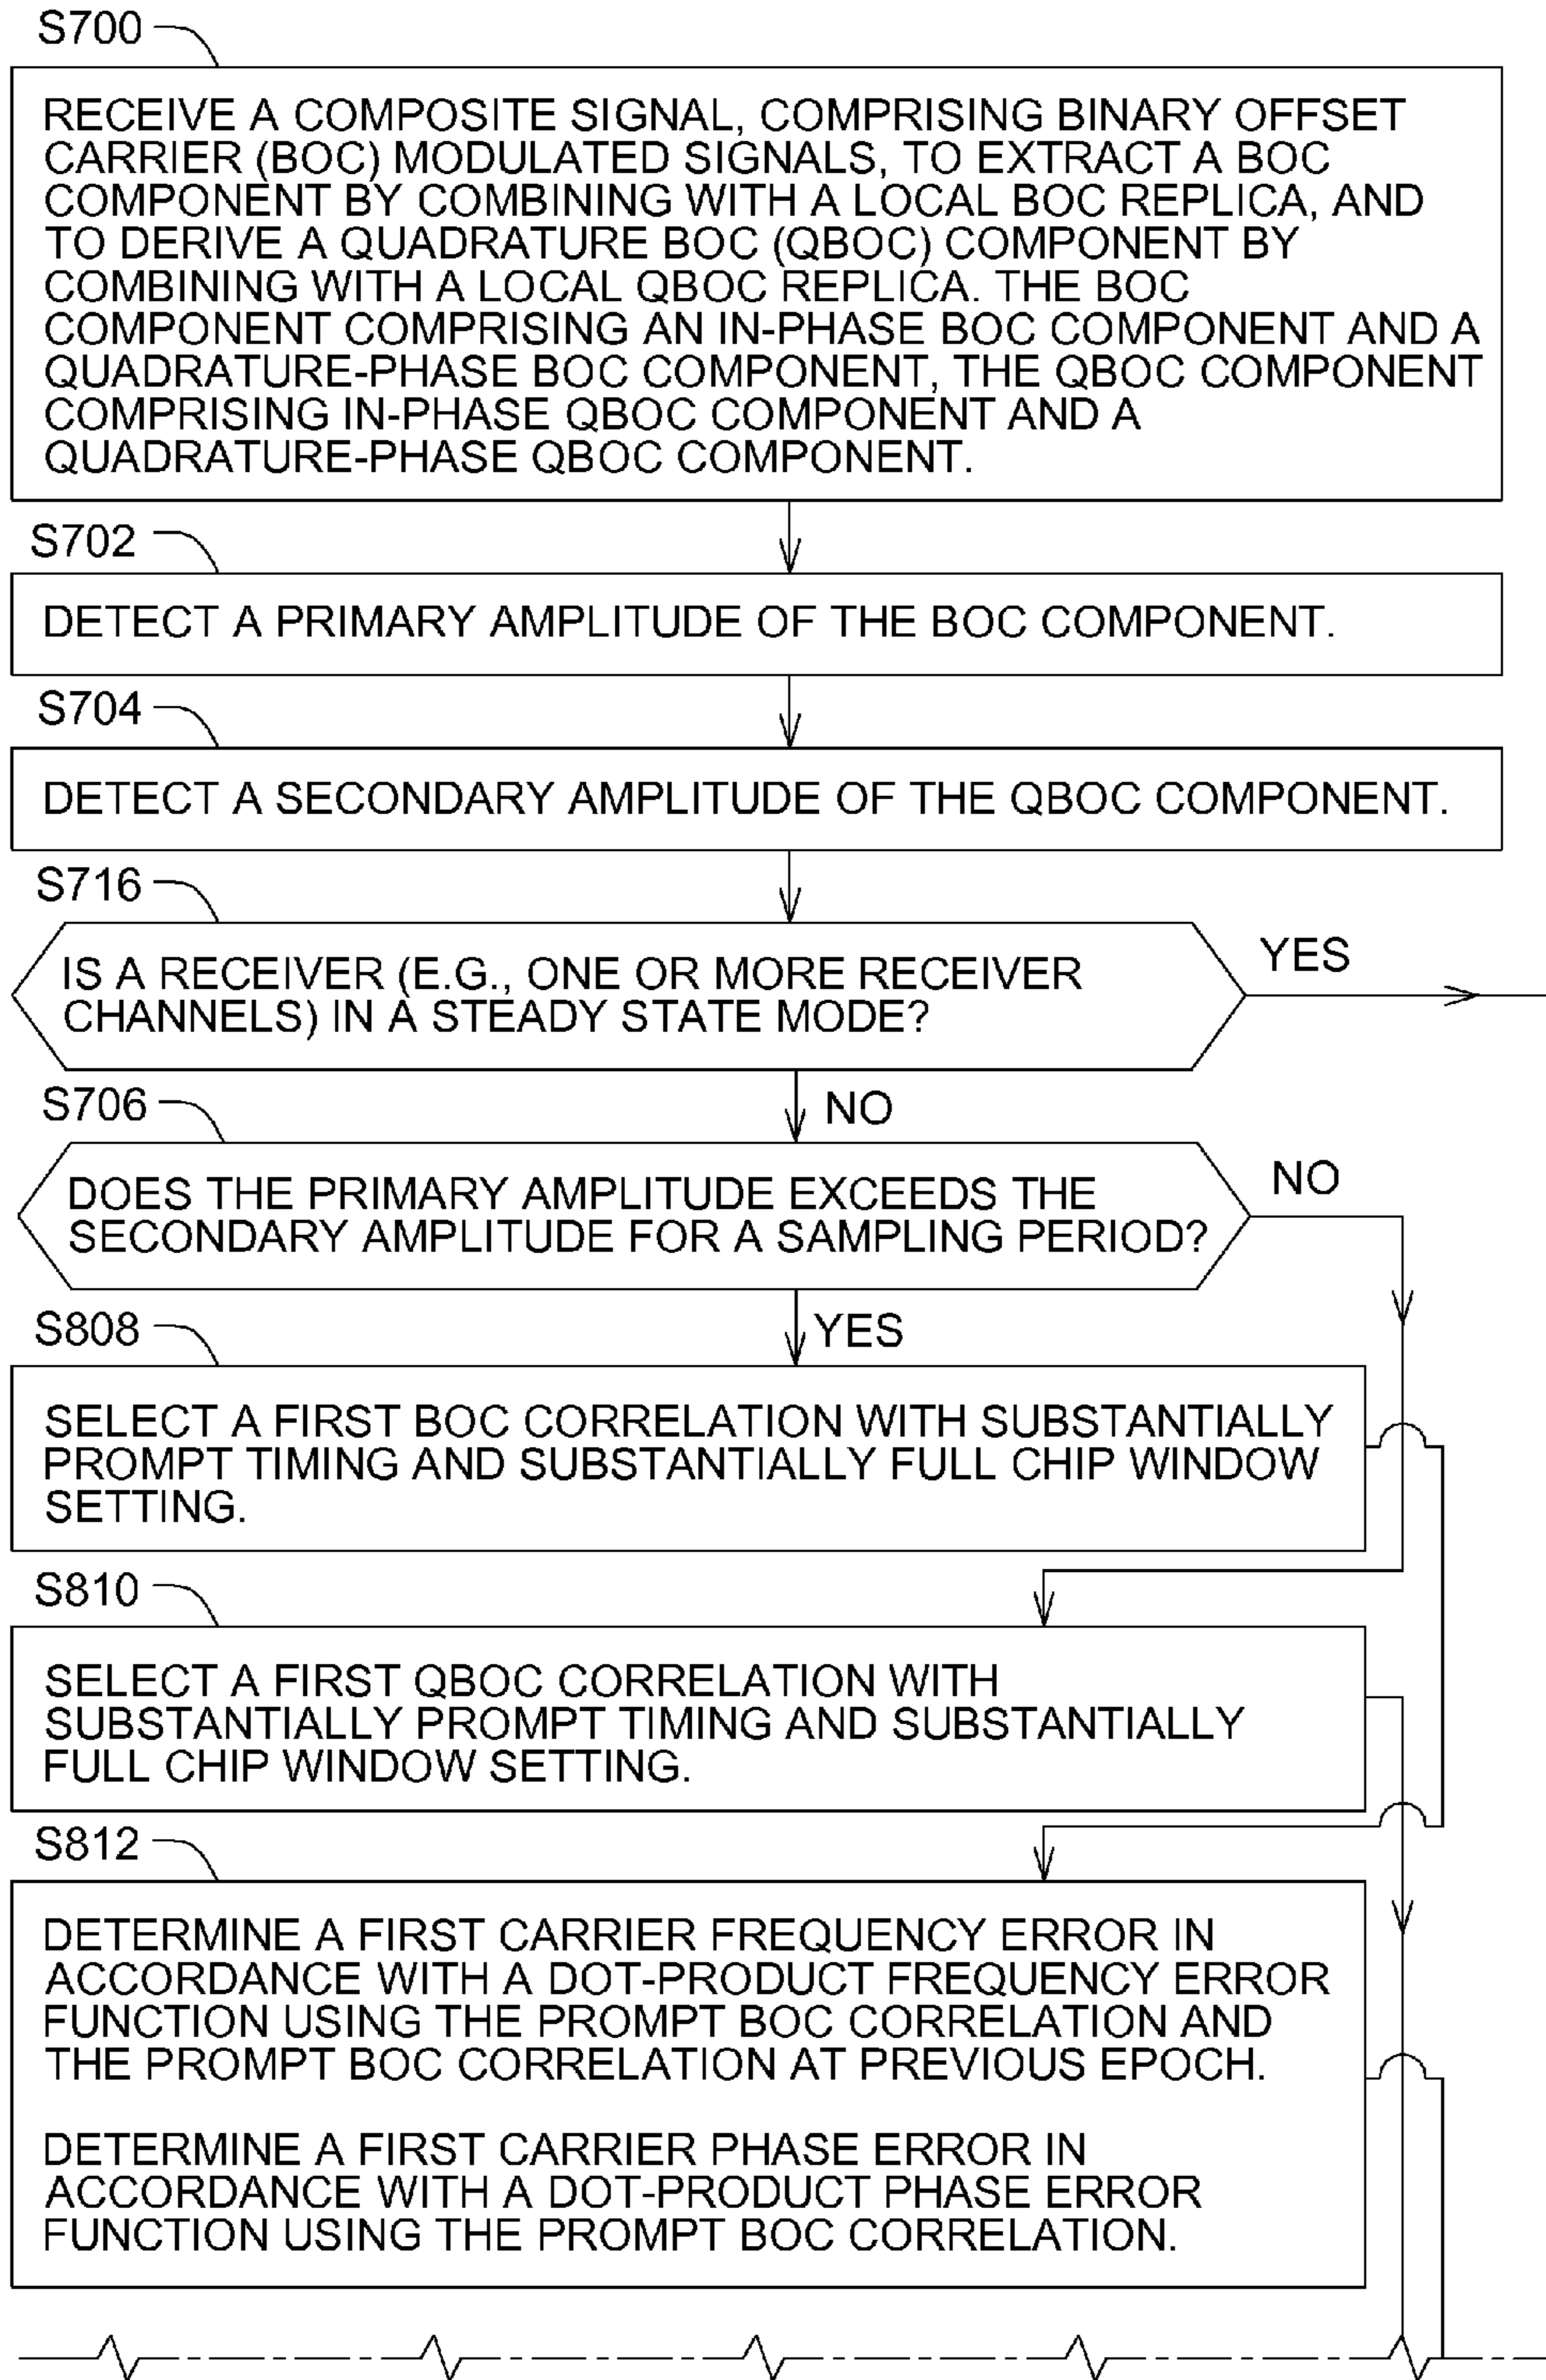 S700
RECEIVE A COMPOSITE SIGNAL, COMPRISING BINARY OFFSET
CARRIER (BOC) MODULATED SIGNALS, TO EXTRACT A BOC
COMPONENT BY COMBINING WITH A LOCAL BOC REPLICA, AND
TO DERIVE A QUADRATURE BOC (QBOC) COMPONENT BY
COMBINING WITH A LOCAL QBOC REPLICA. THE BOC
COMPONENT COMPRISING AN IN-PHASE BOC COMPONENT AND A
QUADRATURE-PHASE BOC COMPONENT, THE QBOC COMPONENT
COMPRISING IN-PHASE QBOC COMPONENT AND A
QUADRATURE-PHASE QBOC COMPONENT.
S702
DETECT A PRIMARY AMPLITUDE OF THE BOC COMPONENT.
S704
DETECT A SECONDARY AMPLITUDE OF THE QBOC COMPONENT.
S716
IS A RECEIVER (E.G., ONE OR MORE RECEIVER
CHANNELS) IN A STEADY STATE MODE?
YES
NO
S706
DOES THE PRIMARY AMPLITUDE EXCEEDS THE
SECONDARY AMPLITUDE FOR A SAMPLING PERIOD?
NO
YES
S808
SELECT A FIRST BOC CORRELATION WITH SUBSTANTIALLY
PROMPT TIMING AND SUBSTANTIALLY FULL CHIP WINDOW
SETTING.
S810
SELECT A FIRST QBOC CORRELATION WITH
SUBSTANTIALLY PROMPT TIMING AND SUBSTANTIALLY
FULL CHIP WINDOW SETTING.
S812
DETERMINE A FIRST CARRIER FREQUENCY ERROR IN
ACCORDANCE WITH A DOT-PRODUCT FREQUENCY ERROR
FUNCTION USING THE PROMPT BOC CORRELATION AND
THE PROMPT BOC CORRELATION AT PREVIOUS EPOCH.
DETERMINE A FIRST CARRIER PHASE ERROR IN
ACCORDANCE WITH A DOT-PRODUCT PHASE ERROR
FUNCTION USING THE PROMPT BOC CORRELATION.